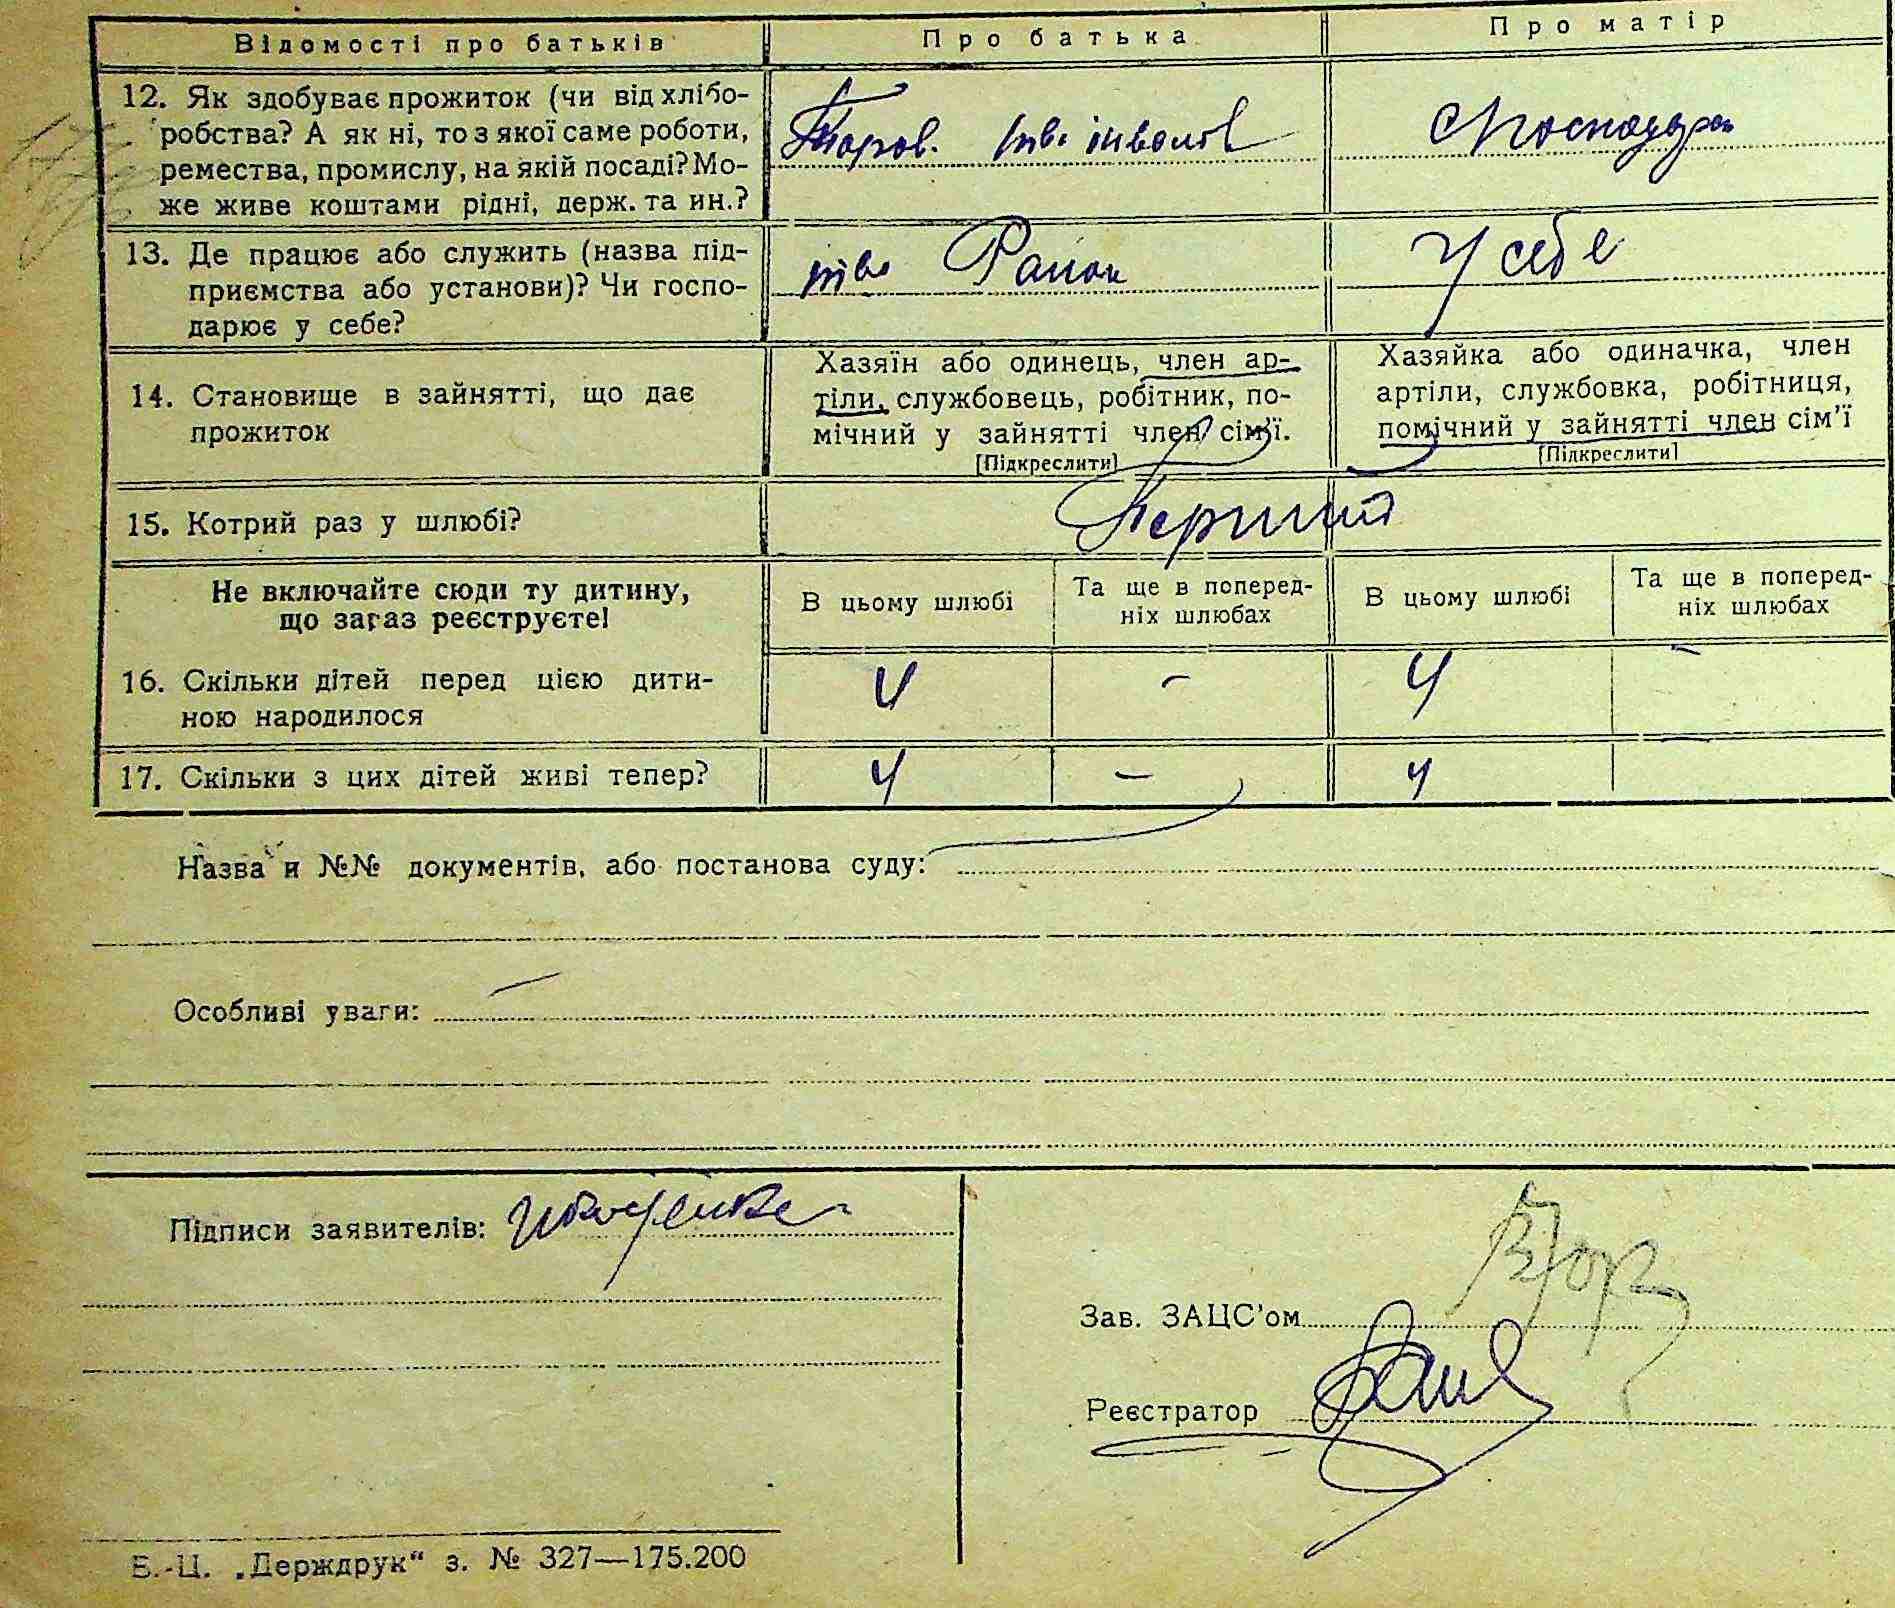 Відомості про батьків
Про батька
Про матір
12. Як здобуває прожиток (чи від хлібо-
робства? А як ні, то з якої саме роботи,
ремества, промислу, на якій посаді? Мо-
же живе коштами рідні, держ. та ин.?
13. Де працює або служить (назва під-
приємства або установи)? Чи госпо-
дарює у себе?
У себе
14. Становище в зайнятті, що дає
прожиток
Хазяїн або одинець, член ар-
тіли, службовець, робітник, по-
мічний у зайнятті член сім'ї.
[Підкреслити]
Хазяйка або одиначка, член
артіли, службовка, робітниця,
помічний у зайнятті член сім'ї
[Підкреслити]
15. Котрий раз у шлюбі?
Перший
Не включайте сюди ту дитину,
що зараз реєструєте!
В цьому шлюбі
Та ще в поперед-
ніх шлюбах
В цьому шлюбі
Та ще в поперед-
ніх шлюбах
16. Скільки дітей перед цією дити-
ною народилося
4 – 4 –
17. Скільки з цих дітей живі тепер?
4 – 4 –
Назва и №№ документів, або постанова суду:
Особливі уваги: –
Підписи заявителів:
Зав. ЗАЦС'ом
Реєстратор
Б.-Ц. „Держдрук“ з. № 327—175.200